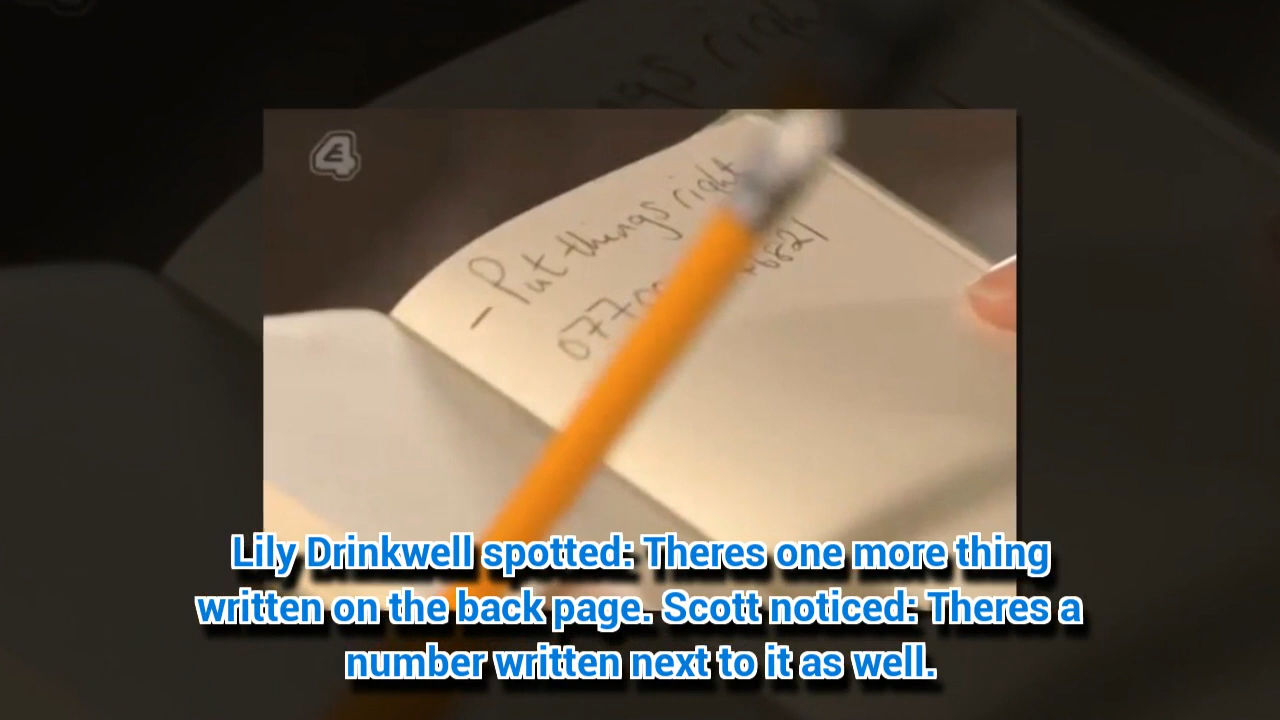 4
- Put things right
Lily Drinkwell spotted: Theres one more thing
written on the back page. Scott noticed: Theres a
number written next to it as well.